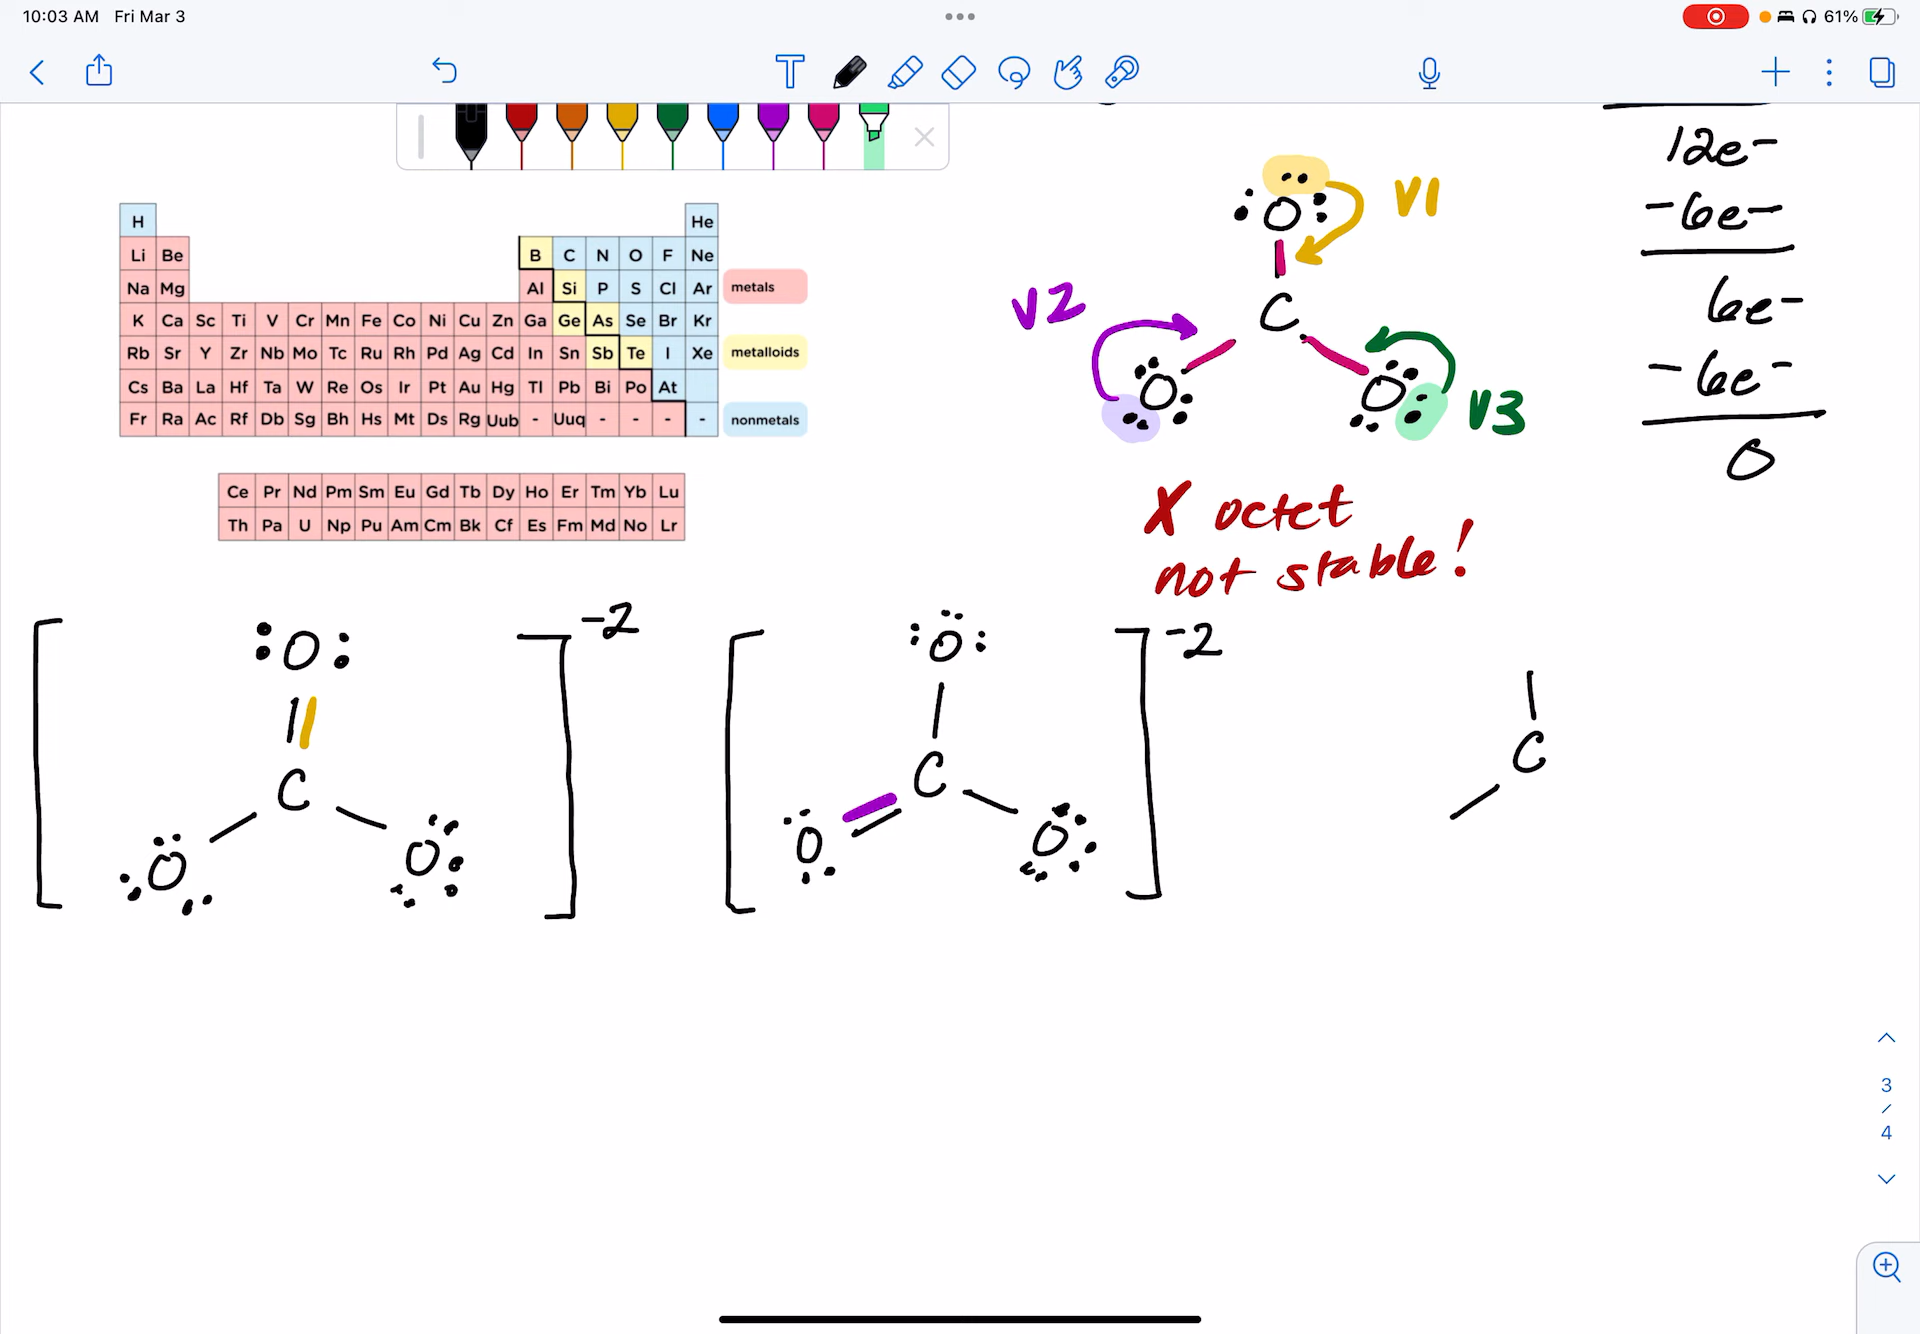 10:03 AM Fri Mar 3
61%
T
12e-
-6e-
6e-
-6e-
0
H He
Li Be B C N O F Ne
Na Mg Al Si P S Cl Ar
K Ca Sc Ti V Cr Mn Fe Co Ni Cu Zn Ga Ge As Se Br Kr
Rb Sr Y Zr Nb Mo Tc Ru Rh Pd Ag Cd In Sn Sb Te I Xe
Cs Ba La Hf Ta W Re Os Ir Pt Au Hg Tl Pb Bi Po At
Fr Ra Ac Rf Db Sg Bh Hs Mt Ds Rg Uub - Uuq - - - -
metals
metalloids
nonmetals
Ce Pr Nd Pm Sm Eu Gd Tb Dy Ho Er Tm Yb Lu
Th Pa U Np Pu Am Cm Bk Cf Es Fm Md No Lr
O V1
V2 C
O O V3
X octet
not stable!
O -2
C
O O
O -2
C
O O
C
3
/
4